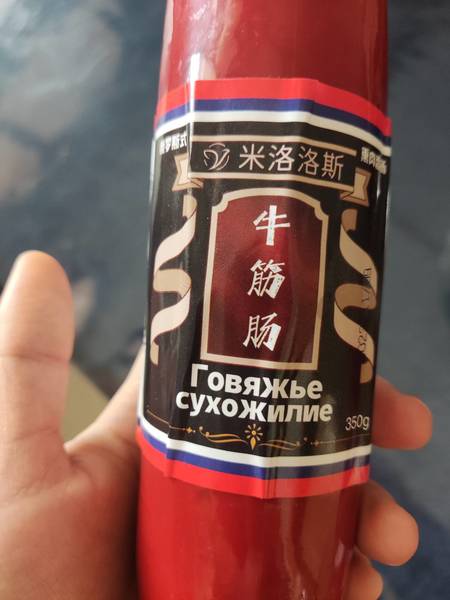 米洛洛斯
牛筋肠
Говяжье
сухожилие
350g